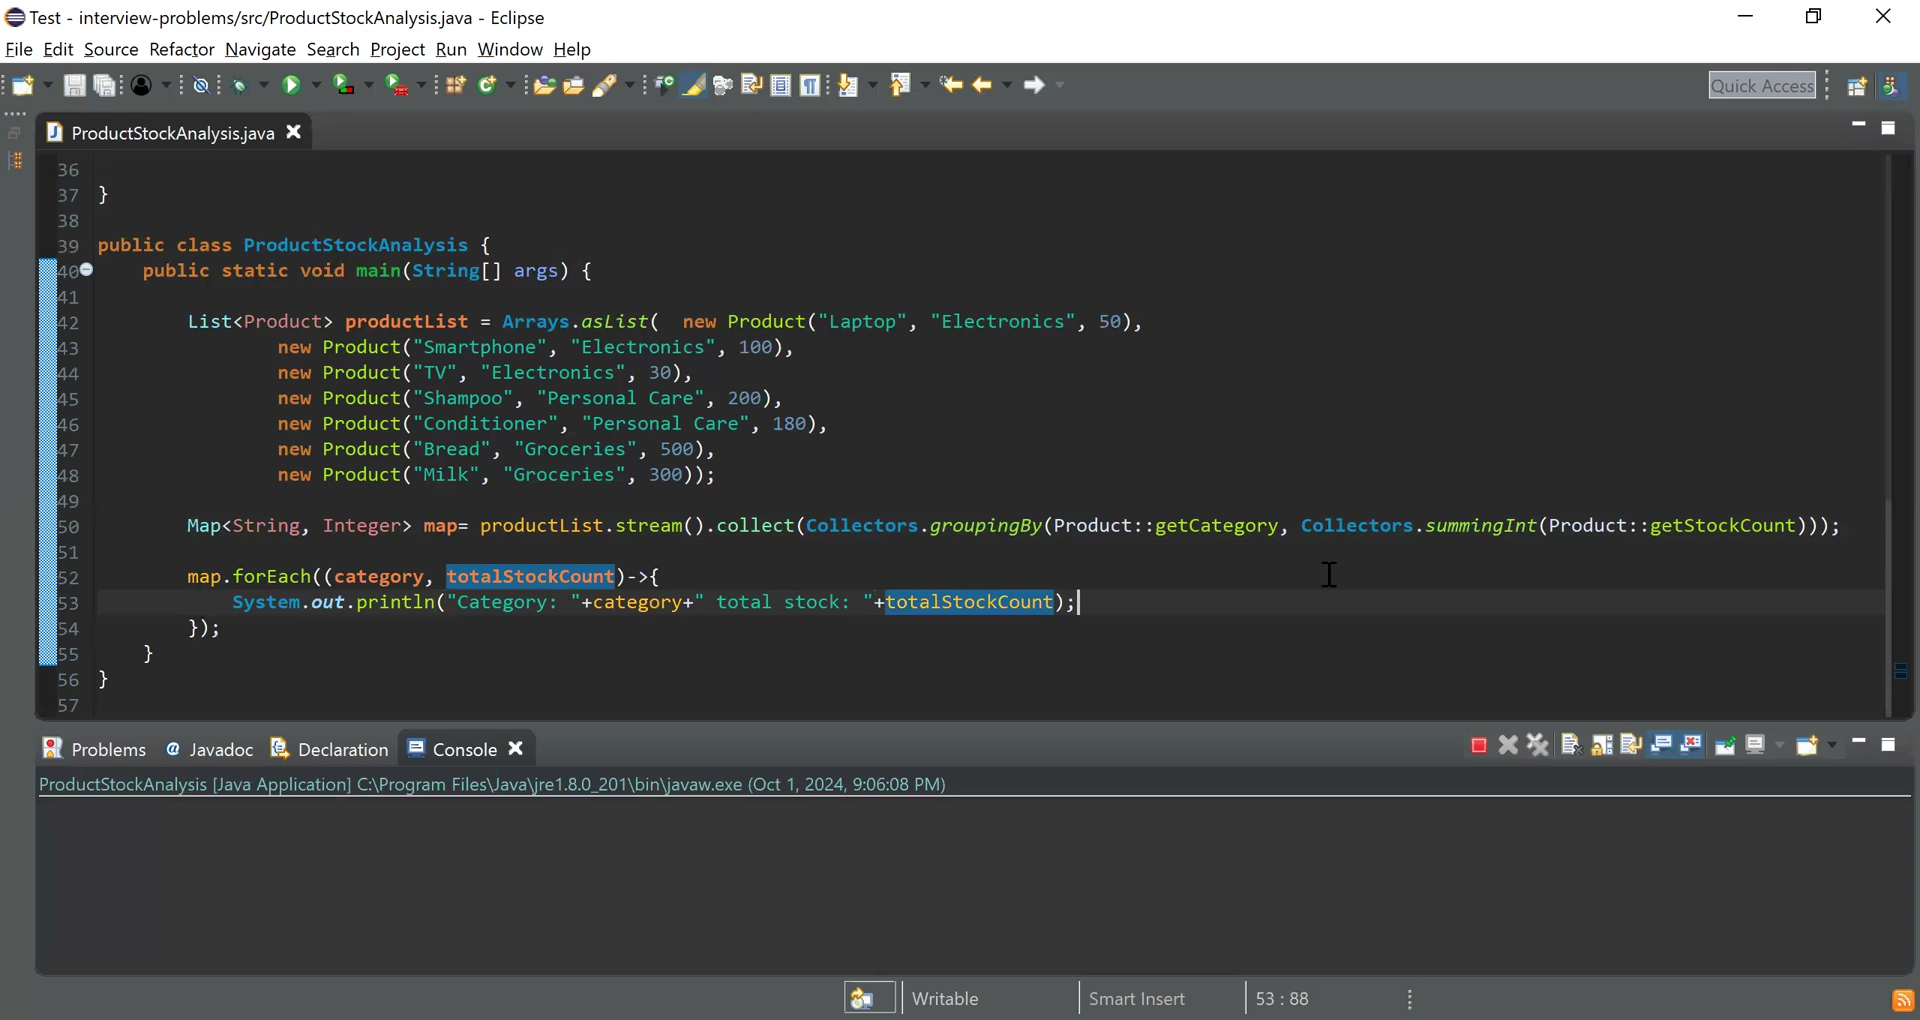 Test - interview-problems/src/ProductStockAnalysis.java - Eclipse
File Edit Source Refactor Navigate Search Project Run Window Help
Quick Access
ProductStockAnalysis.java
36
37 }
38
39 public class ProductStockAnalysis {
40 public static void main(String[] args) {
41
42 List<Product> productList = Arrays.asList( new Product("Laptop", "Electronics", 50),
43 new Product("Smartphone", "Electronics", 100),
44 new Product("TV", "Electronics", 30),
45 new Product("Shampoo", "Personal Care", 200),
46 new Product("Conditioner", "Personal Care", 180),
47 new Product("Bread", "Groceries", 500),
48 new Product("Milk", "Groceries", 300));
49
50 Map<String, Integer> map= productList.stream().collect(Collectors.groupingBy(Product::getCategory, Collectors.summingInt(Product::getStockCount)));
51
52 map.forEach((category, totalStockCount)->{
53 System.out.println("Category: "+category+" total stock: "+totalStockCount);
54 });
55 }
56 }
57
Problems @ Javadoc Declaration Console
ProductStockAnalysis [Java Application] C:\Program Files\Java\jre1.8.0_201\bin\javaw.exe (Oct 1, 2024, 9:06:08 PM)
Writable Smart Insert 53 : 88